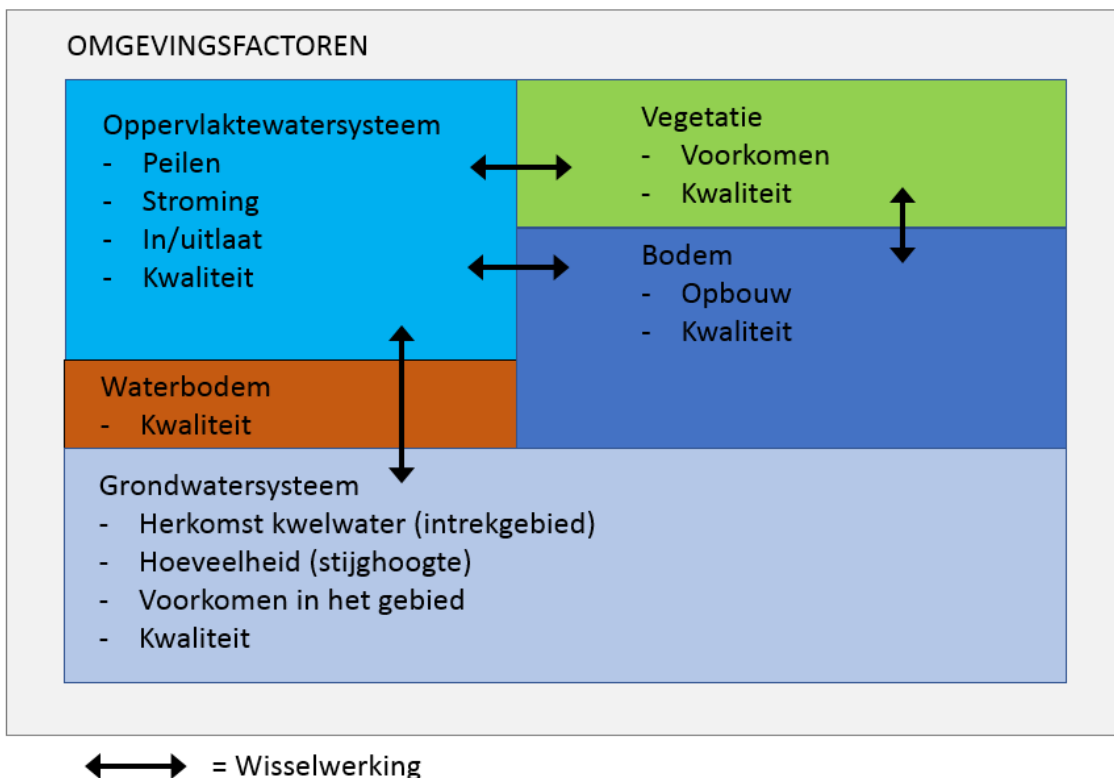 OMGEVINGSFACTOREN
Oppervlaktewatersysteem
- Peilen
- Stroming
- In/uitlaat
- Kwaliteit
Vegetatie
- Voorkomen
- Kwaliteit
Bodem
- Opbouw
- Kwaliteit
Waterbodem
- Kwaliteit
Grondwatersysteem
- Herkomst kwelwater (intrekgebied)
- Hoeveelheid (stijghoogte)
- Voorkomen in het gebied
- Kwaliteit
= Wisselwerking